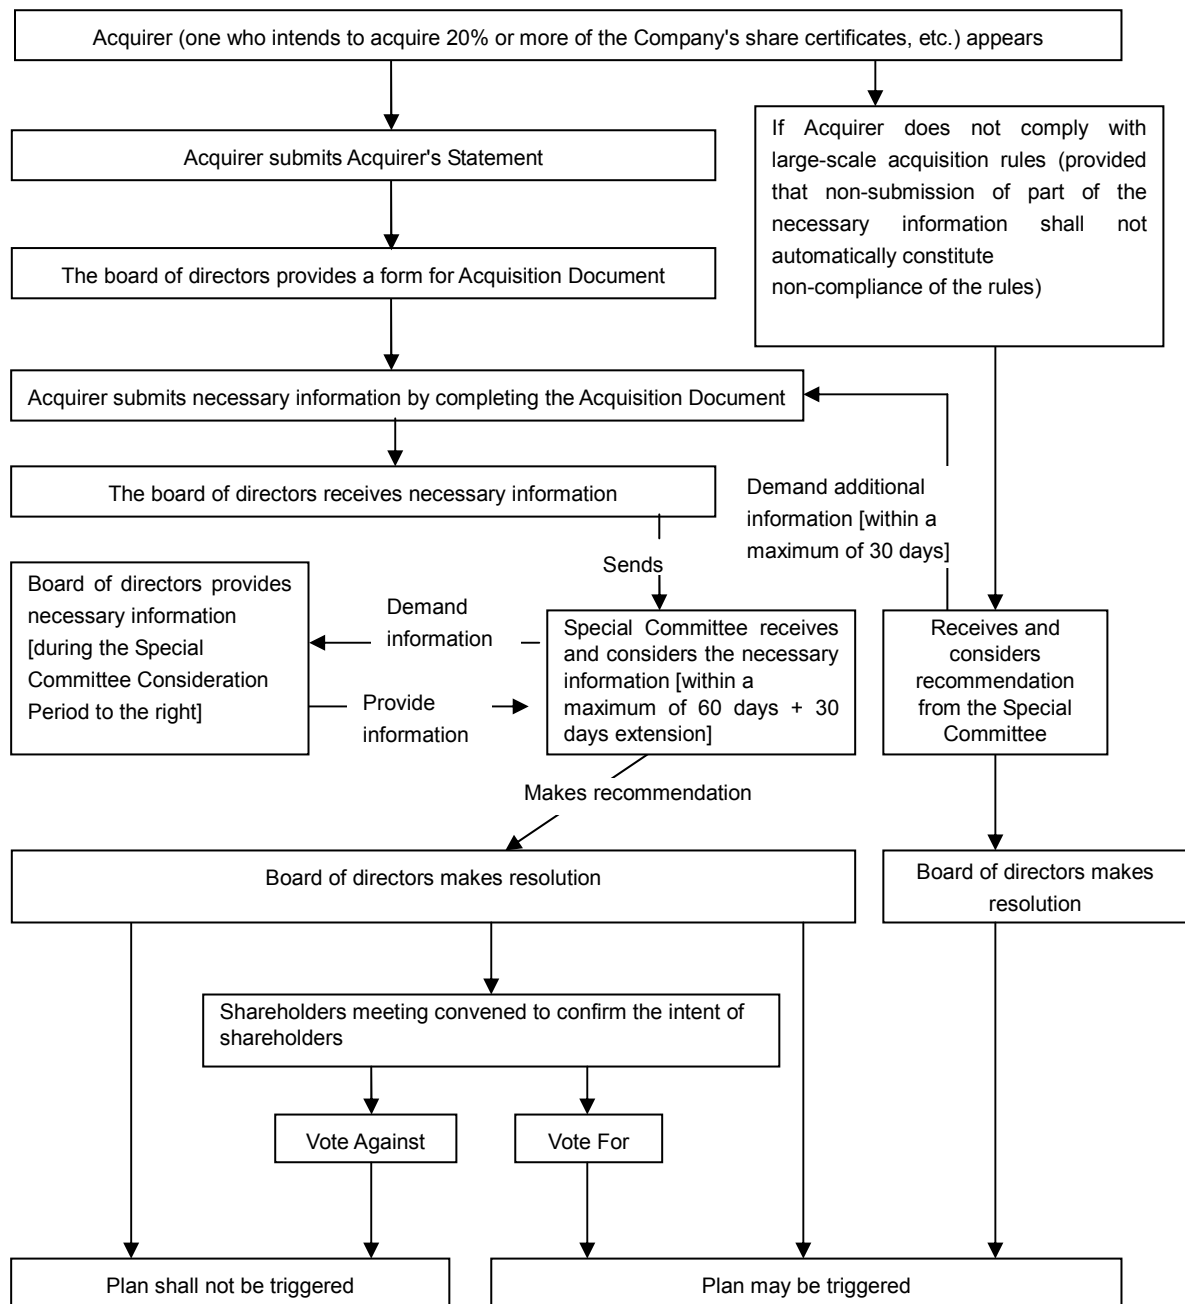 Acquirer (one who intends to acquire 20% or more of the Company's share certificates, etc.) appears
If Acquirer does not comply with
large-scale acquisition rules (provided
that non-submission of part of the
necessary information shall not
automatically constitute
non-compliance of the rules)
Acquirer submits Acquirer's Statement
The board of directors provides a form for Acquisition Document
Acquirer submits necessary information by completing the Acquisition Document
The board of directors receives necessary information
Demand additional
information [within a
maximum of 30 days]
Sends
Board of directors provides
necessary information
[during the Special
Committee Consideration
Period to the right]
Demand
information
Provide
information
Special Committee receives
and considers the necessary
information [within a
maximum of 60 days + 30
days extension]
Receives and
considers
recommendation
from the Special
Committee
Makes recommendation
Board of directors makes resolution
Board of directors makes
resolution
Shareholders meeting convened to confirm the intent of
shareholders
Vote Against
Vote For
Plan shall not be triggered
Plan may be triggered